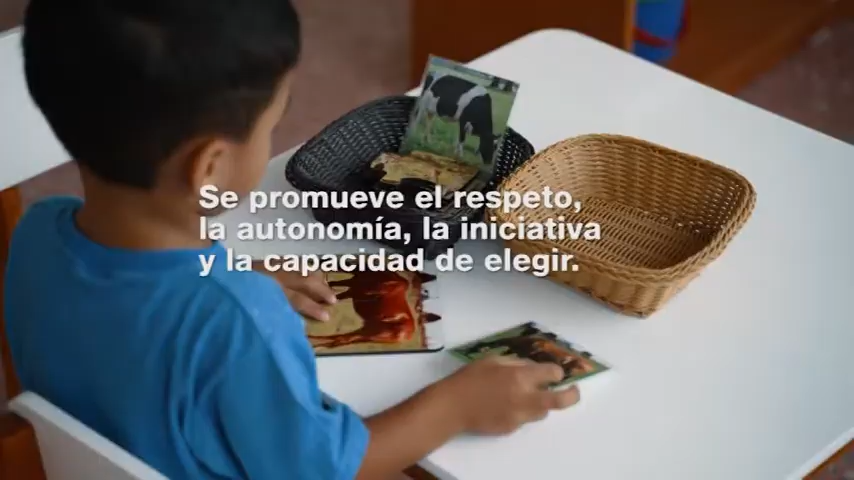 Se promueve el respeto,
la autonomía, la iniciativa
y la capacidad de elegir.